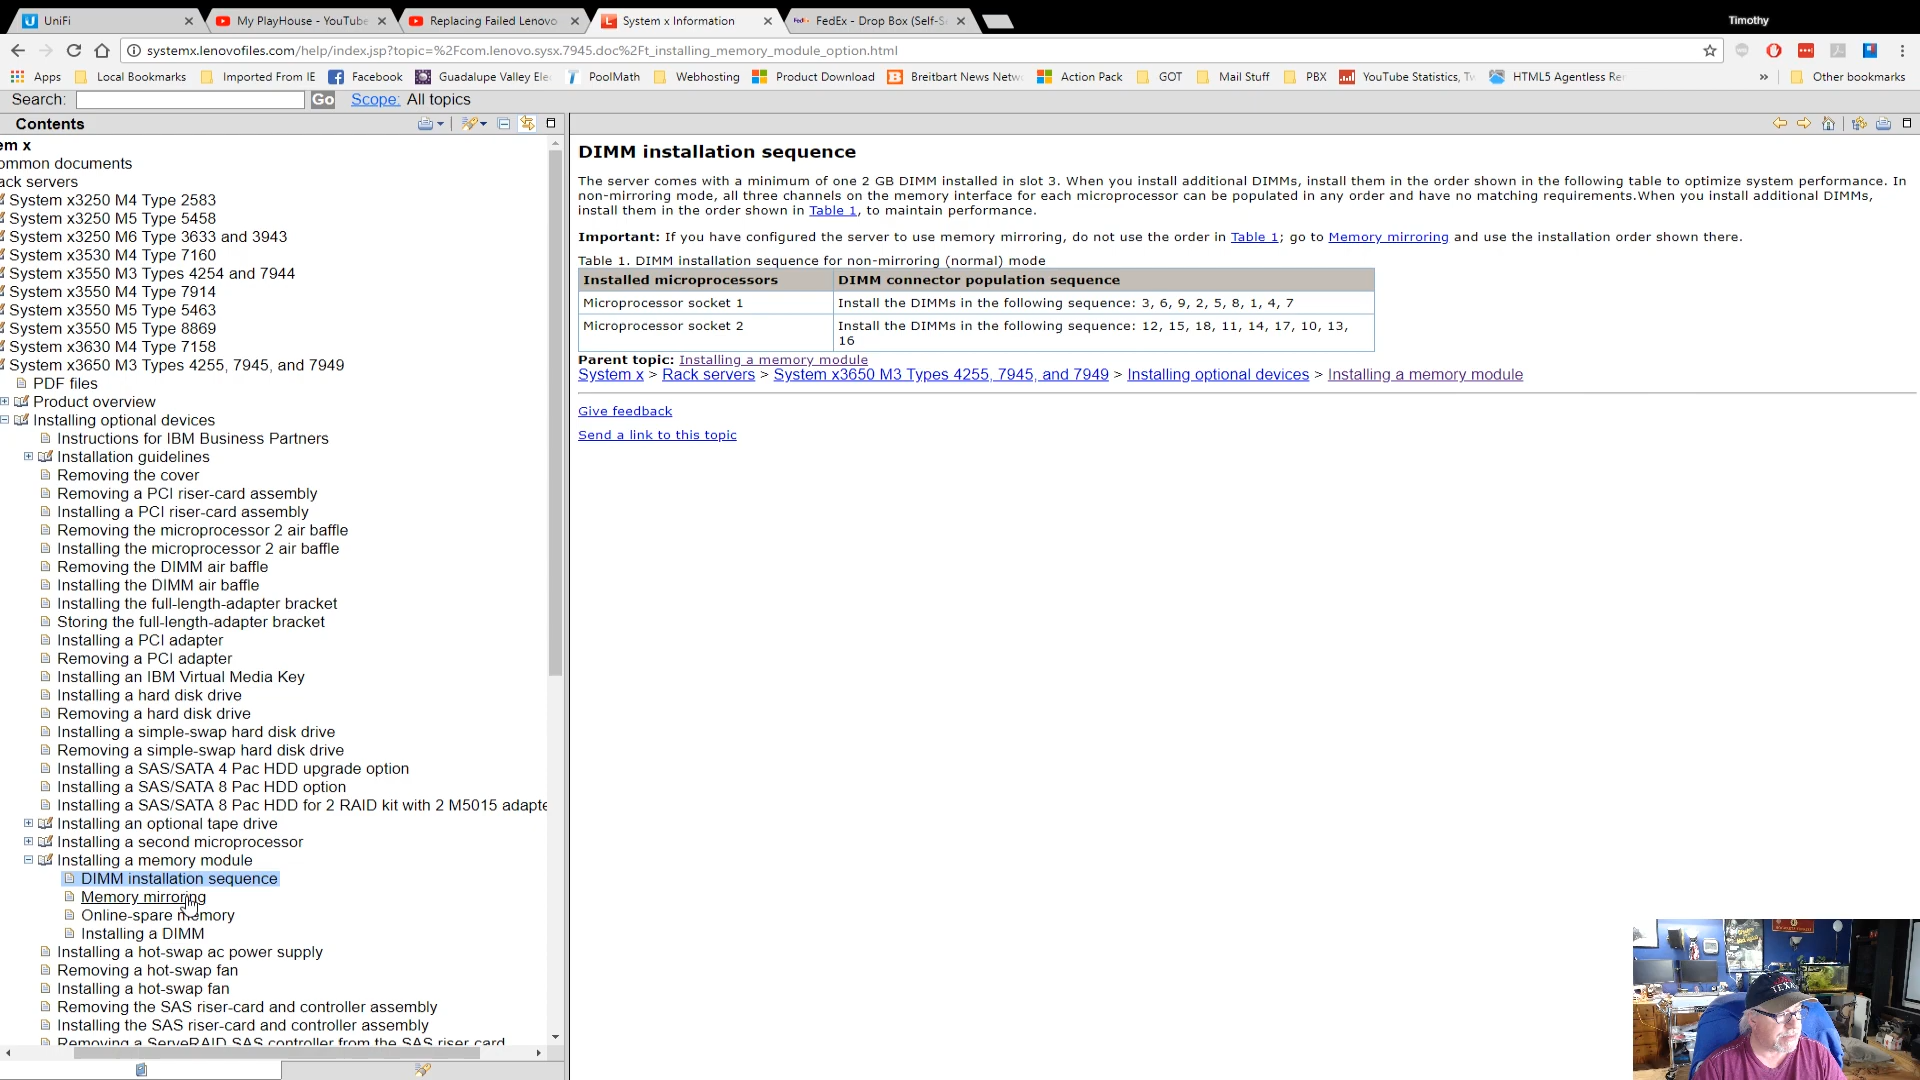 UniFi
My PlayHouse - YouTube
Replacing Failed Lenovo
System x Information
FedEx - Drop Box (Self-S
Timothy
systemx.lenovofiles.com/help/index.jsp?topic=%2Fcom.lenovo.sysx.7945.doc%2Ft_installing_memory_module_option.html
Apps
Local Bookmarks
Imported From IE
Facebook
Guadalupe Valley Ele
PoolMath
Webhosting
Product Download
Breitbart News Netw
Action Pack
GOT
Mail Stuff
PBX
YouTube Statistics, Tw
HTML5 Agentless Re
Other bookmarks
Search:
Go
Scope: All topics
Contents
em x
ommon documents
ack servers
System x3250 M4 Type 2583
System x3250 M5 Type 5458
System x3250 M6 Type 3633 and 3943
System x3530 M4 Type 7160
System x3550 M3 Types 4254 and 7944
System x3550 M4 Type 7914
System x3550 M5 Type 5463
System x3550 M5 Type 8869
System x3630 M4 Type 7158
System x3650 M3 Types 4255, 7945, and 7949
PDF files
Product overview
Installing optional devices
Instructions for IBM Business Partners
Installation guidelines
Removing the cover
Removing a PCI riser-card assembly
Installing a PCI riser-card assembly
Removing the microprocessor 2 air baffle
Installing the microprocessor 2 air baffle
Removing the DIMM air baffle
Installing the DIMM air baffle
Installing the full-length-adapter bracket
Storing the full-length-adapter bracket
Installing a PCI adapter
Removing a PCI adapter
Installing an IBM Virtual Media Key
Installing a hard disk drive
Removing a hard disk drive
Installing a simple-swap hard disk drive
Removing a simple-swap hard disk drive
Installing a SAS/SATA 4 Pac HDD upgrade option
Installing a SAS/SATA 8 Pac HDD option
Installing a SAS/SATA 8 Pac HDD for 2 RAID kit with 2 M5015 adapte
Installing an optional tape drive
Installing a second microprocessor
Installing a memory module
DIMM installation sequence
Memory mirroring
Online-spare memory
Installing a DIMM
Installing a hot-swap ac power supply
Removing a hot-swap fan
Installing a hot-swap fan
Removing the SAS riser-card and controller assembly
Installing the SAS riser-card and controller assembly
Removing a ServeRAID SAS controller from the SAS riser card
DIMM installation sequence
The server comes with a minimum of one 2 GB DIMM installed in slot 3. When you install additional DIMMs, install them in the order shown in the following table to optimize system performance. In
non-mirroring mode, all three channels on the memory interface for each microprocessor can be populated in any order and have no matching requirements.When you install additional DIMMs,
install them in the order shown in Table 1, to maintain performance.
Important: If you have configured the server to use memory mirroring, do not use the order in Table 1; go to Memory mirroring and use the installation order shown there.
Table 1. DIMM installation sequence for non-mirroring (normal) mode
Installed microprocessors
DIMM connector population sequence
Microprocessor socket 1
Install the DIMMs in the following sequence: 3, 6, 9, 2, 5, 8, 1, 4, 7
Microprocessor socket 2
Install the DIMMs in the following sequence: 12, 15, 18, 11, 14, 17, 10, 13,
16
Parent topic: Installing a memory module
System x > Rack servers > System x3650 M3 Types 4255, 7945, and 7949 > Installing optional devices > Installing a memory module
Give feedback
Send a link to this topic
TEXAS